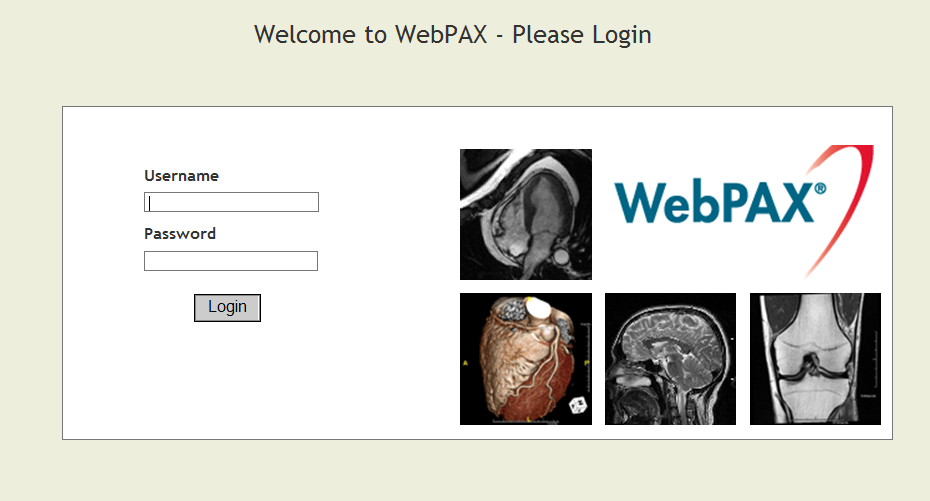 Welcome to WebPAX - Please Login
Username
Password
Login
WebPAX®
A
P
L